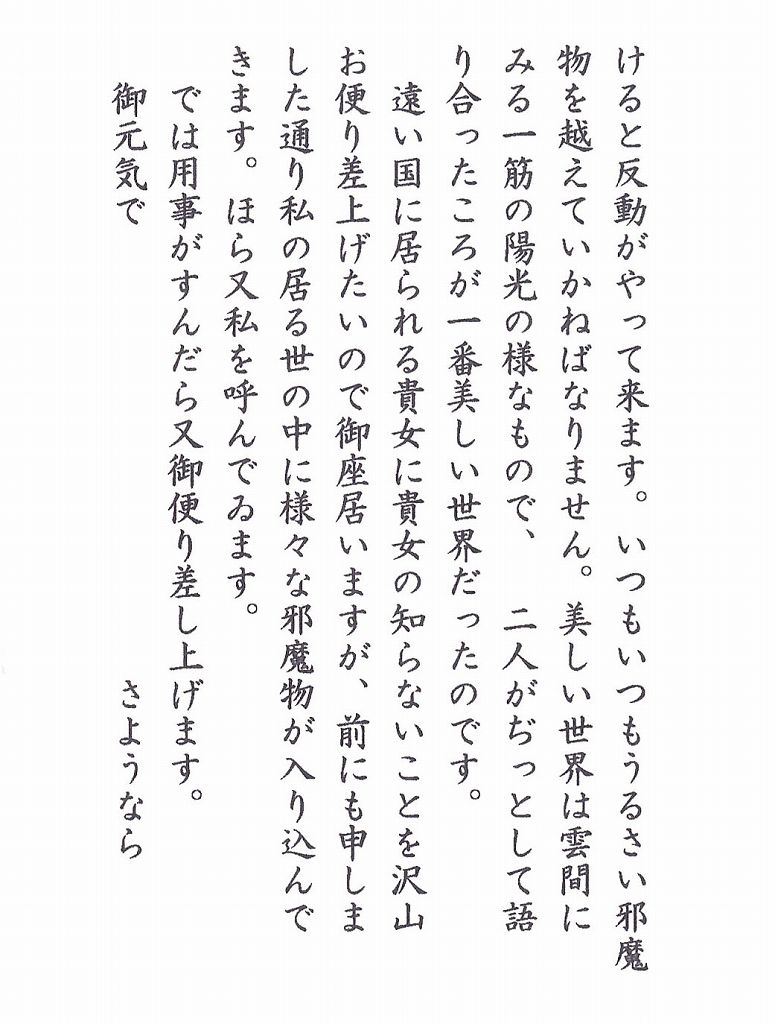 けると反動がやって来ます。いつもいつもうるさい邪魔
物を越えていかねばなりません。美しい世界は雲間に
みる一筋の陽光の様なもので、　二人がぢっとして語
り合ったころが一番美しい世界だったのです。
　遠い国に居られる貴女に貴女の知らないことを沢山
お便り差上げたいので御座居いますが、前にも申しま
した通り私の居る世の中に様々な邪魔物が入り込んで
きます。ほら又私を呼んでゐます。
　では用事がすんだら又御便り差し上げます。
　御元気で　　　　　　　　　　　　さようなら